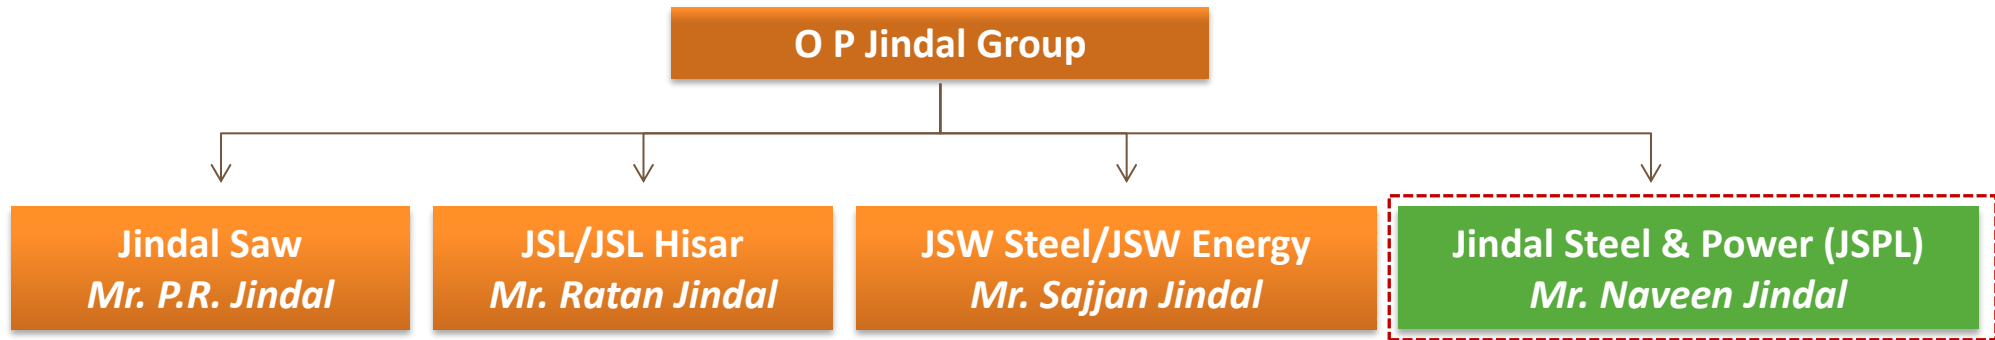 O P Jindal Group
Jindal Saw
Mr. P.R. Jindal
JSL/JSL Hisar
Mr. Ratan Jindal
JSW Steel/JSW Energy
Mr. Sajjan Jindal
Jindal Steel & Power (JSPL)
Mr. Naveen Jindal